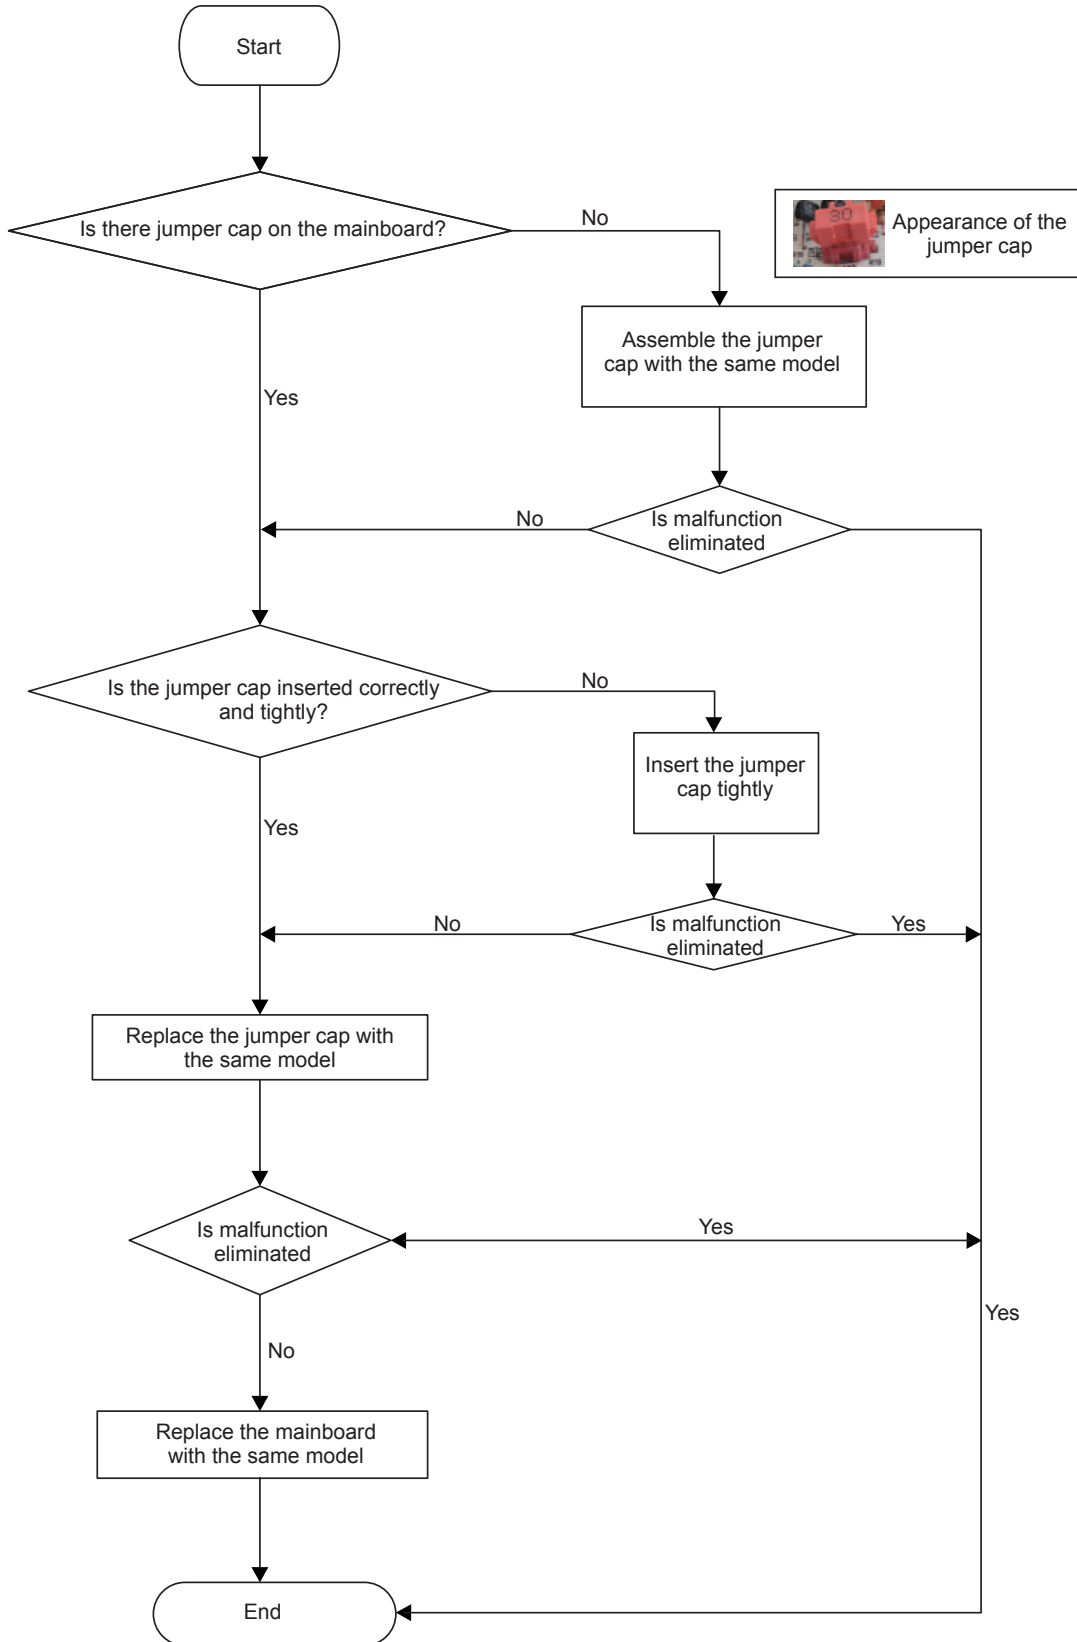 Start
Is there jumper cap on the mainboard?
No
30
Appearance of the
jumper cap
Assemble the jumper
cap with the same model
Yes
No
Is malfunction
eliminated
Is the jumper cap inserted correctly
and tightly?
No
Insert the jumper
cap tightly
Yes
No
Is malfunction
eliminated
Yes
Replace the jumper cap with
the same model
Is malfunction
eliminated
Yes
Yes
No
Replace the mainboard
with the same model
End